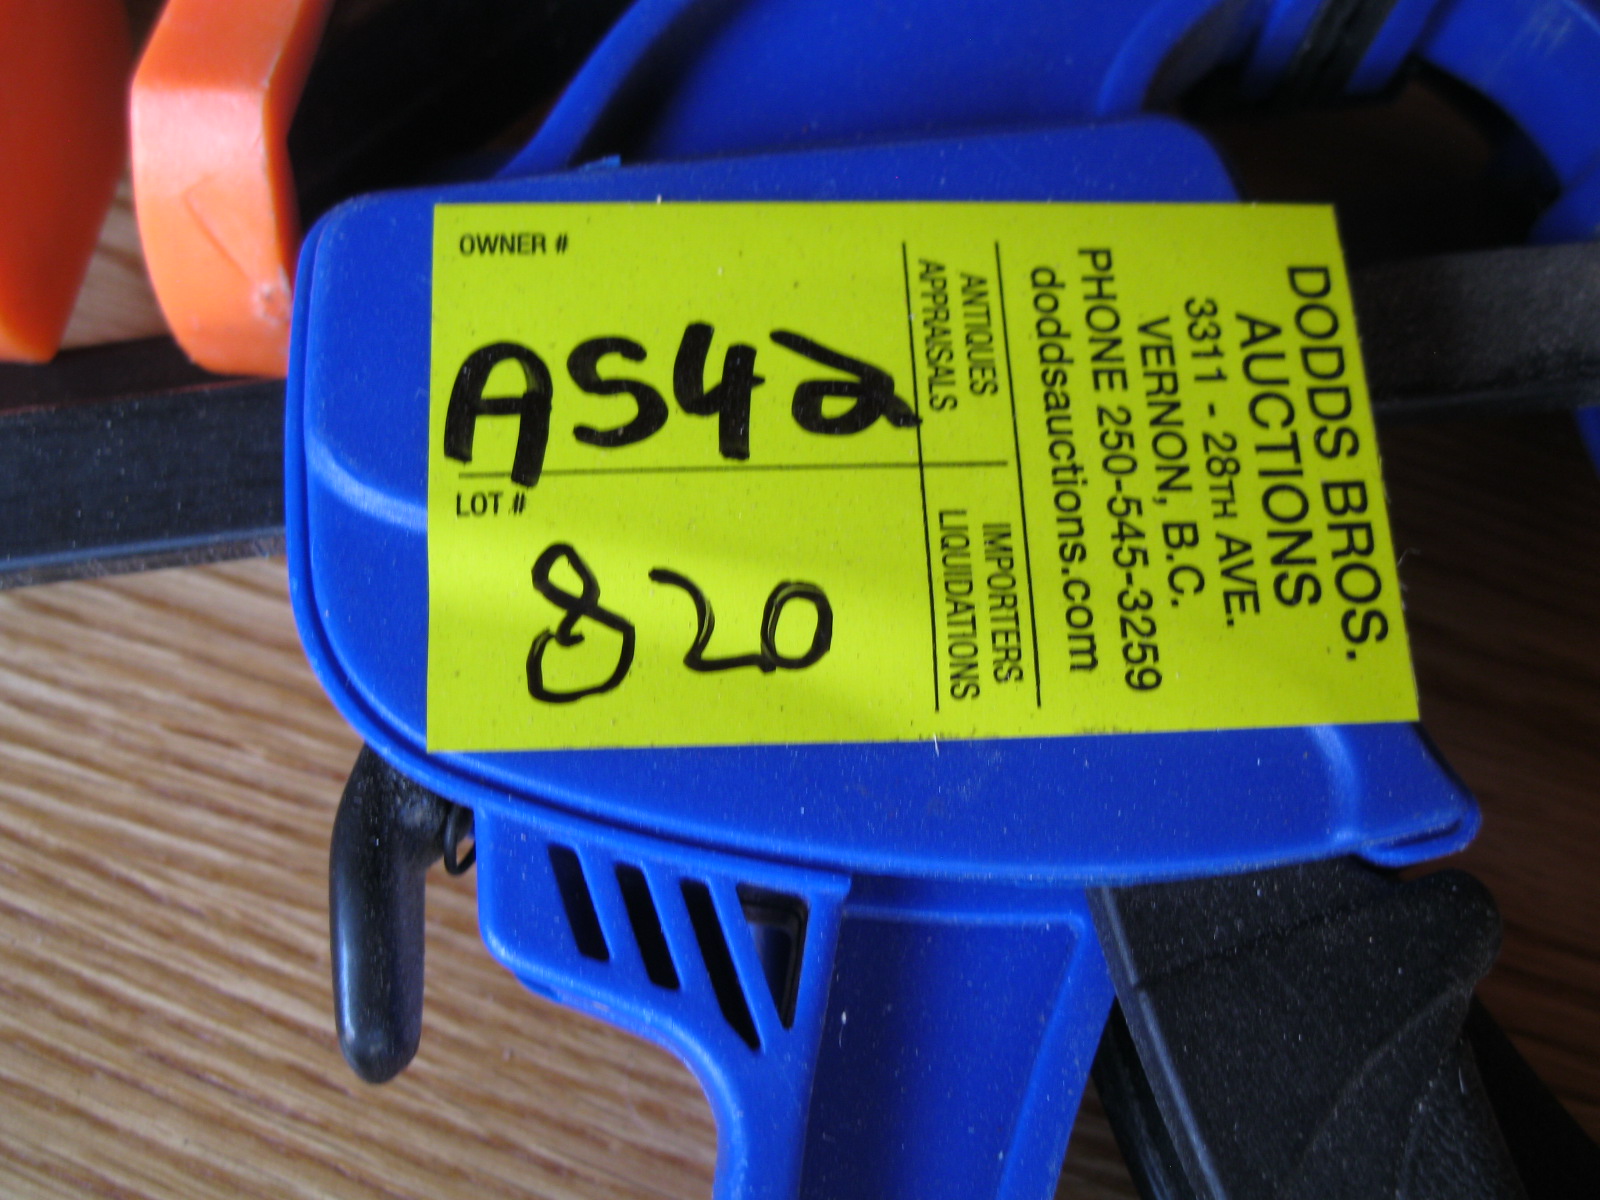 OWNER #
AS42
LOT #
820
DODDS BROS.
AUCTIONS
3311 - 28TH AVE.
VERNON, B.C.
PHONE 250-545-3259
doddsauctions.com
ANTIQUES IMPORTERS
APPRAISALS LIQUIDATIONS